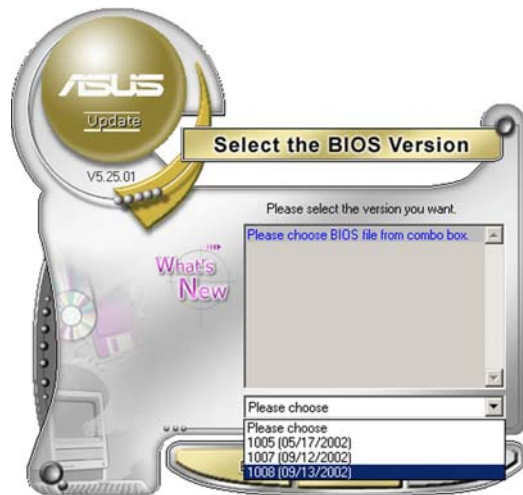 ASUS
Update
V5.25.01
Select the BIOS Version
Please select the version you want.
Please choose BIOS file from combo box.
What's
New
Please choose
Please choose
1005 (05/17/2002)
1007 (09/12/2002)
1008 (09/13/2002)